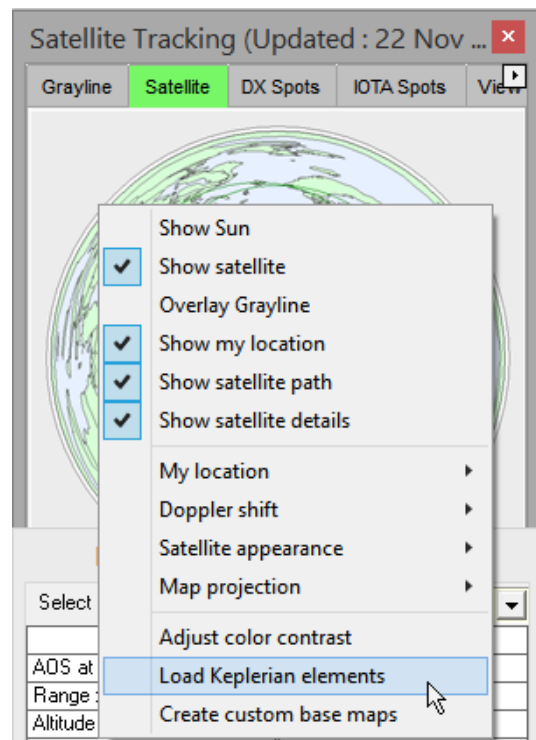 Satellite Tracking (Updated : 22 Nov ...
Grayline Satellite DX Spots IOTA Spots View
Show Sun
Show satellite
Overlay Grayline
Show my location
Show satellite path
Show satellite details
My location
Doppler shift
Satellite appearance
Map projection
Select
Adjust color contrast
AOS at
Load Keplerian elements
Range :
Altitude
Create custom base maps